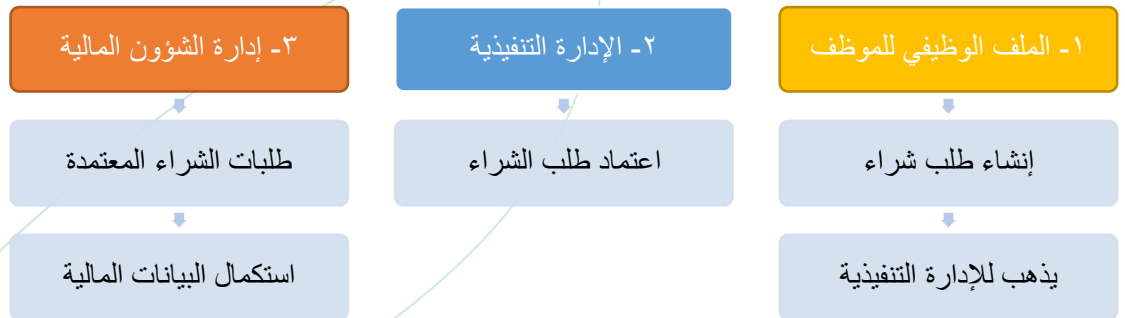 ١- الملف الوظيفي للموظف
إنشاء طلب شراء
يذهب للإدارة التنفيذية
٢- الإدارة التنفيذية
اعتماد طلب الشراء
٣- إدارة الشؤون المالية
طلبات الشراء المعتمدة
استكمال البيانات المالية